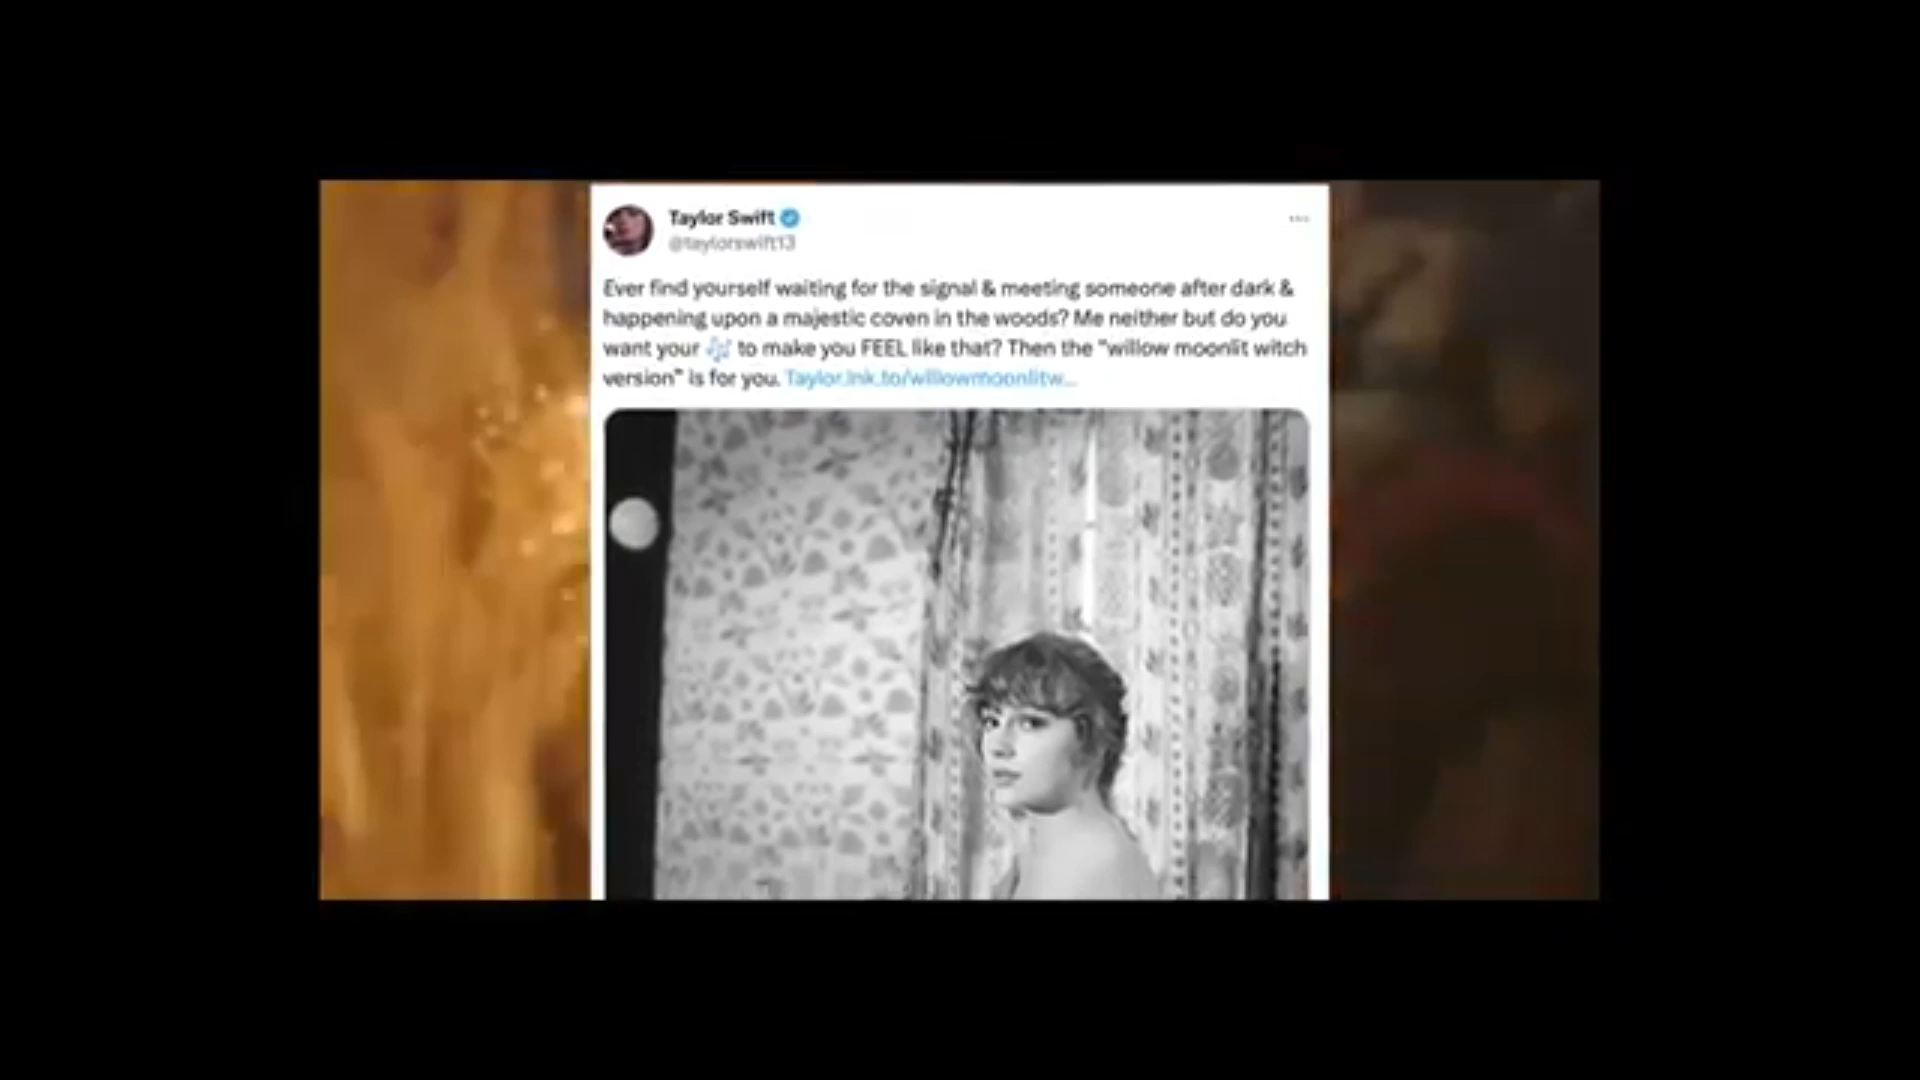 Taylor Swift
@taylorswift13
Ever find yourself waiting for the signal & meeting someone after dark &
happening upon a majestic coven in the woods? Me neither but do you
want your 🎶 to make you FEEL like that? Then the "willow moonlit witch
version" is for you. Taylor.lnk.to/willowmoonlitw...